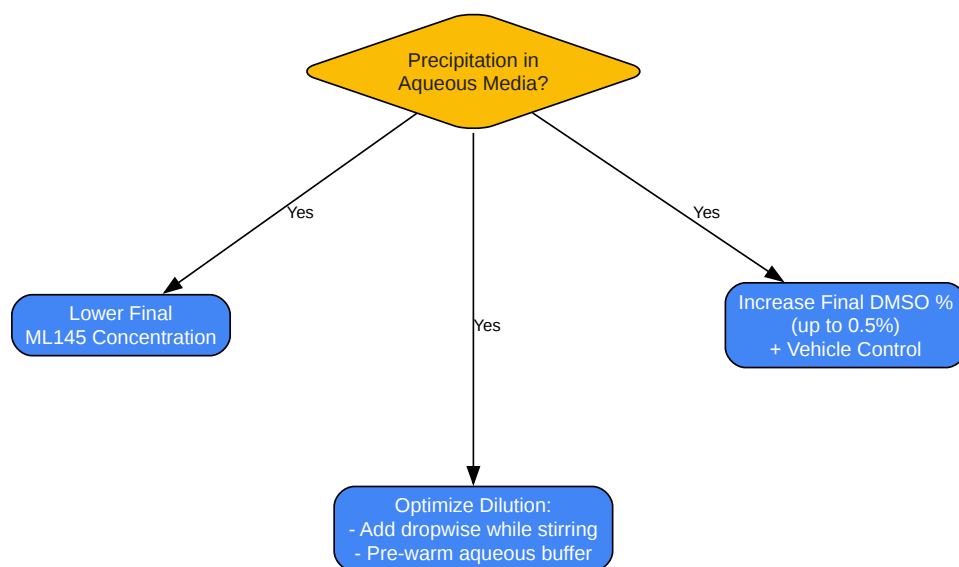 Precipitation in
Aqueous Media?
Yes
Yes
Yes
Lower Final
ML145 Concentration
Increase Final DMSO %
(up to 0.5%)
+ Vehicle Control
Optimize Dilution:
- Add dropwise while stirring
- Pre-warm aqueous buffer